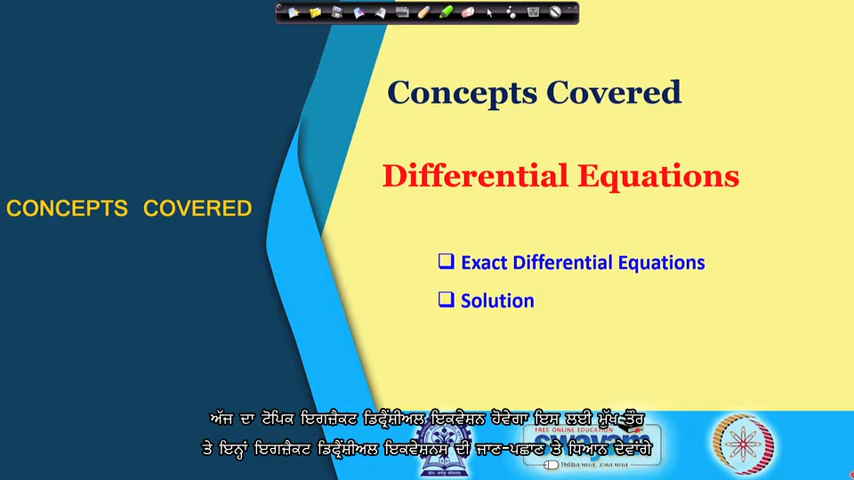 Concepts Covered
Differential Equations
CONCEPTS COVERED
Exact Differential Equations
Solution
ਅੱਜ ਦਾ ਟੋਪਿਕ ਇਗਜ਼ੈਕਟ ਡਿਫ੍ਰੈਂਸ਼ੀਅਲ ਇਕਵੇਸ਼ਨ ਹੋਵੇਗਾ ਇਸ ਲਈ ਮੁੱਖ ਤੌਰ
ਤੇ ਇਨ੍ਹਾਂ ਇਗਜ਼ੈਕਟ ਡਿਫ੍ਰੈਂਸ਼ੀਅਲ ਇਕਵੇਸ਼ਨਸ ਦੀ ਜਾਣ-ਪਛਾਣ ਤੇ ਧਿਆਨ ਦੇਵਾਂਗੇ
FREE ONLINE EDUCATION
swayam